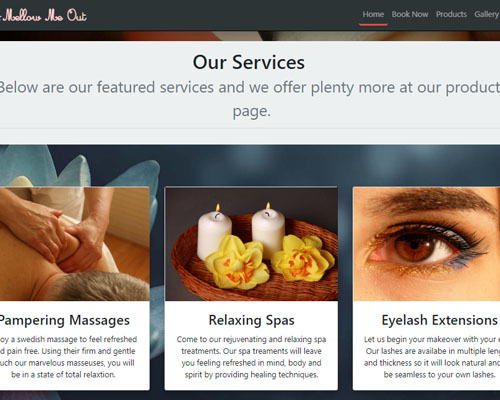 Mellow Me Out
Home Book Now Products Gallery
Our Services
Below are our featured services and we offer plenty more at our product
page.
Pampering Massages
oy a swedish massage to feel refreshed
d pain free. Using their firm and gentle
uch our marvelous masseuses, you will
be in a state of total relaxtion.
Relaxing Spas
Come to our rejuvenating and relaxing spa
treatments. Our spa treaments will leave
you feeling refreshed in mind, body and
spirit by providing healing techniques.
Eyelash Extensions
Let us begin your makeover with your e
Our lashes are availabe in multiple leng
and thickness so it will look natural and
be seamless to your own lashes.